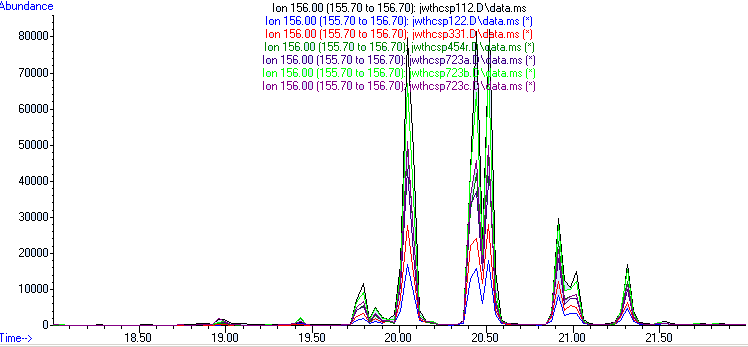 Abundance
Ion 156.00 (155.70 to 156.70): jwthcsp112.D\data.ms
Ion 156.00 (155.70 to 156.70): jwthcsp122.D\data.ms (*)
Ion 156.00 (155.70 to 156.70): jwthcsp331.D\data.ms (*)
Ion 156.00 (155.70 to 156.70): jwthcsp454r.D\data.ms (*)
Ion 156.00 (155.70 to 156.70): jwthcsp723a.D\data.ms (*)
Ion 156.00 (155.70 to 156.70): jwthcsp723b.D\data.ms (*)
Ion 156.00 (155.70 to 156.70): jwthcsp723c.D\data.ms (*)
80000
70000
60000
50000
40000
30000
20000
10000
0
18.50 19.00 19.50 20.00 20.50 21.00 21.50
Time-->